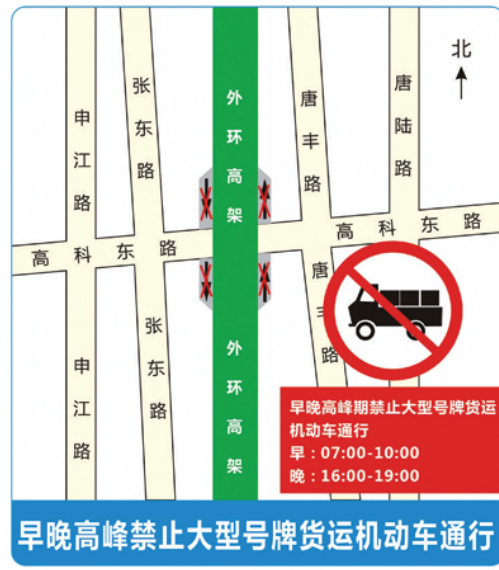 北
申江路
张东路
外环高架
唐丰路
唐陆路
高科东路
高科东路
申江路
张东路
外环高架
唐丰路
早晚高峰期禁止大型号牌货运
机动车通行
早：07:00-10:00
晚：16:00-19:00
早晚高峰禁止大型号牌货运机动车通行